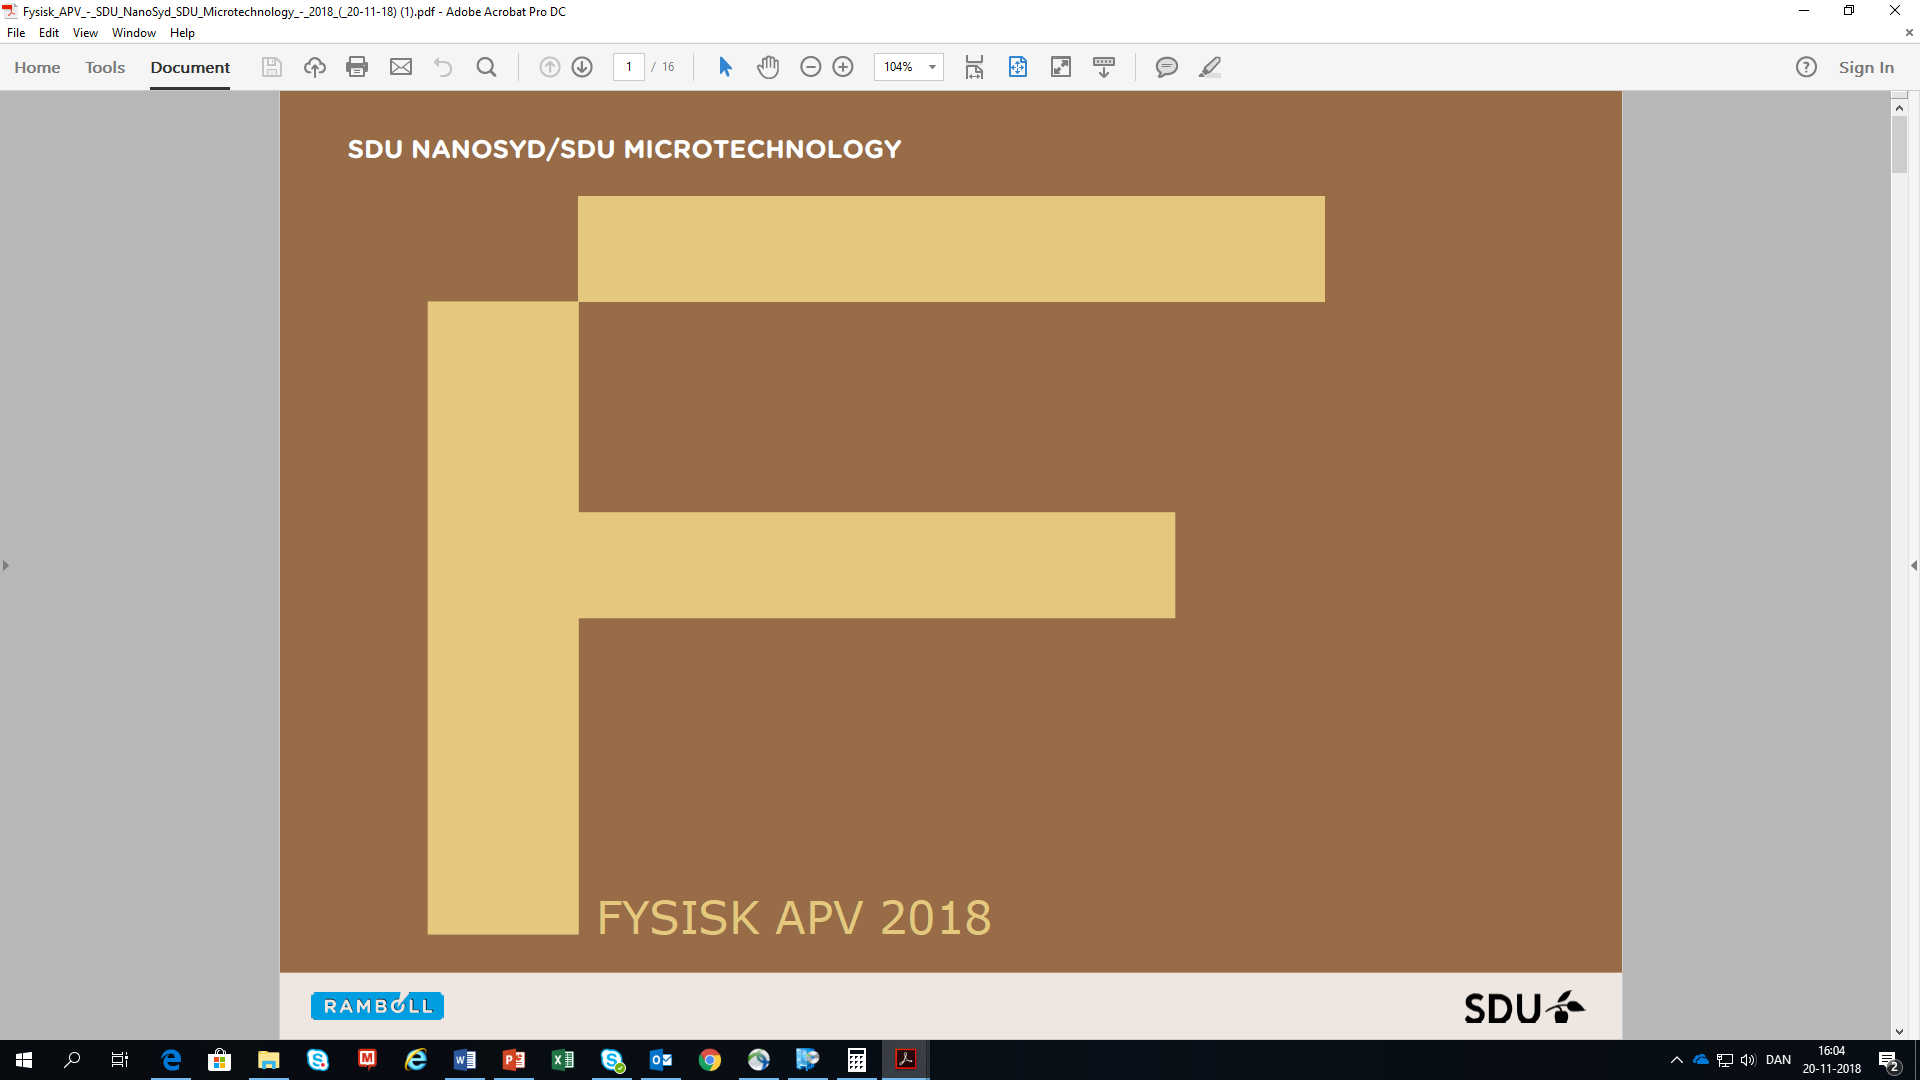 Fysisk_APV_-_SDU_NanoSyd_SDU_Microtechnology_-_2018_(_20-11-18) (1).pdf - Adobe Acrobat Pro DC
File Edit View Window Help
Home Tools Document 1 / 16 104% Sign In
SDU NANOSYD/SDU MICROTECHNOLOGY
FYSISK APV 2018
RAMBOLL
SDU
DAN
16:04
20-11-2018
2